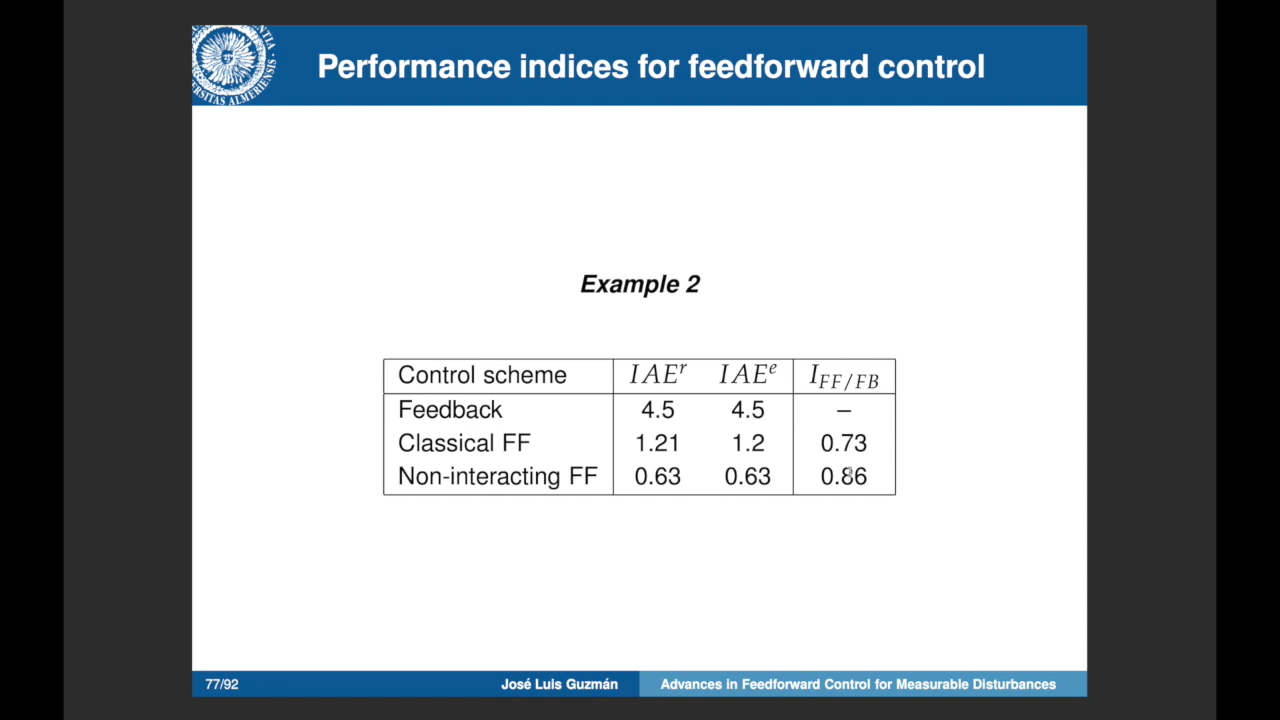 Performance indices for feedforward control
Example 2
Control scheme IAE^r IAE^e I_{FF/FB}
Feedback 4.5 4.5 –
Classical FF 1.21 1.2 0.73
Non-interacting FF 0.63 0.63 0.86
77/92 José Luis Guzmán Advances in Feedforward Control for Measurable Disturbances